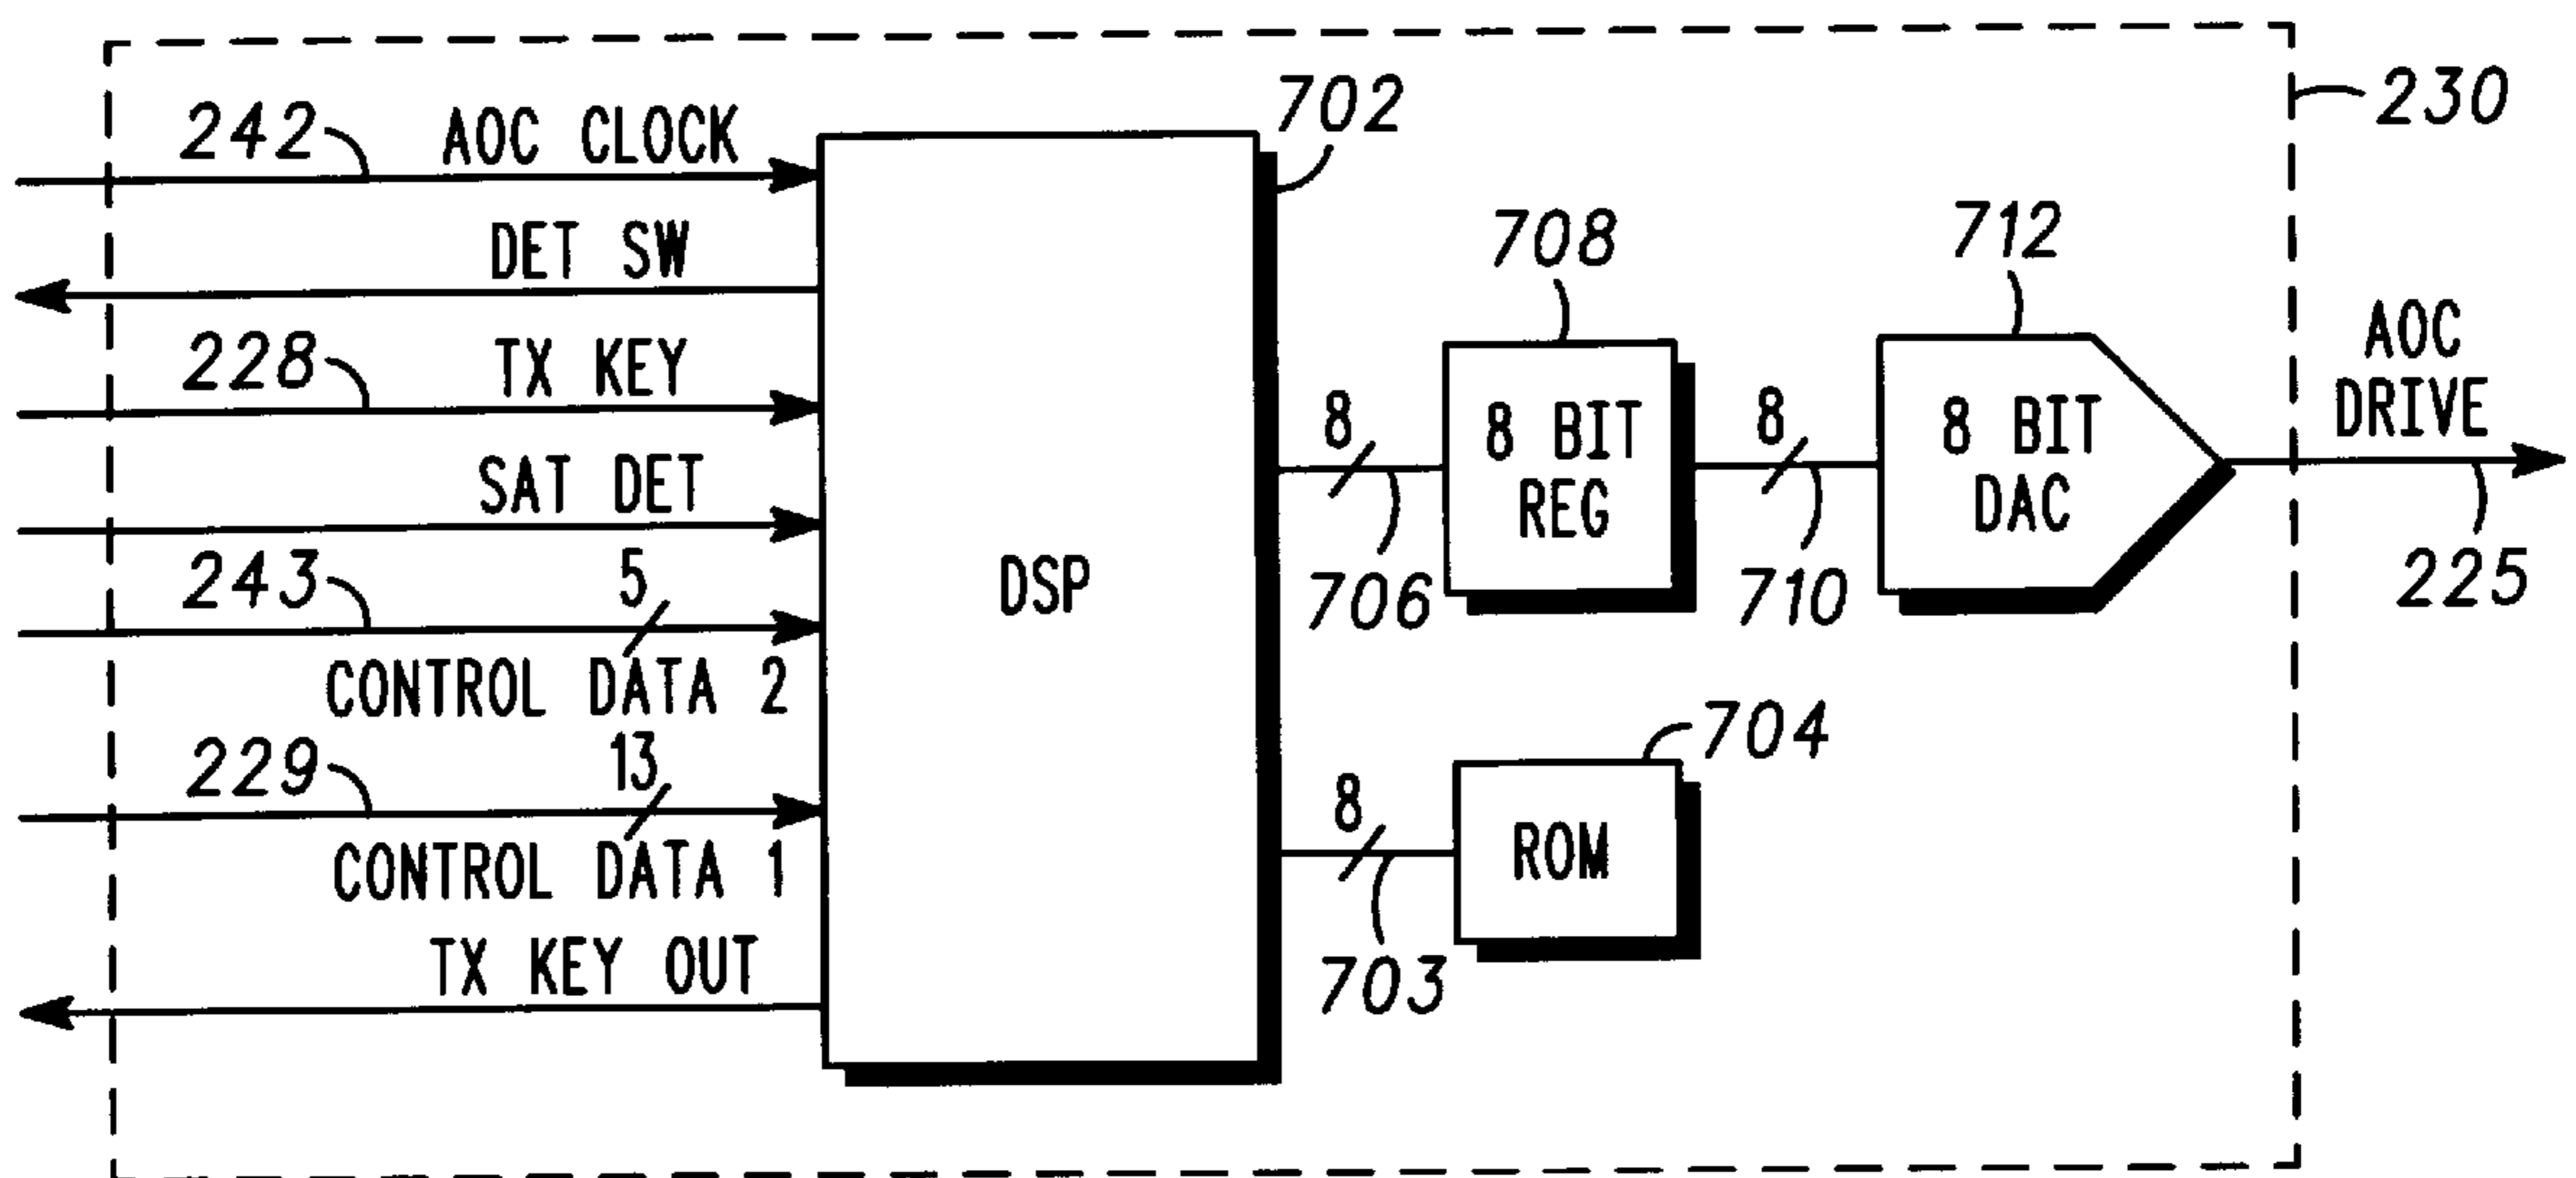 230
702
242 AOC CLOCK
DET SW
708
712
228 TX KEY
AOC
DRIVE
SAT DET
8
8 BIT
REG
8
8 BIT
DAC
DSP
243 5
706
710
225
CONTROL DATA 2
704
229 13
8
ROM
CONTROL DATA 1
TX KEY OUT
703